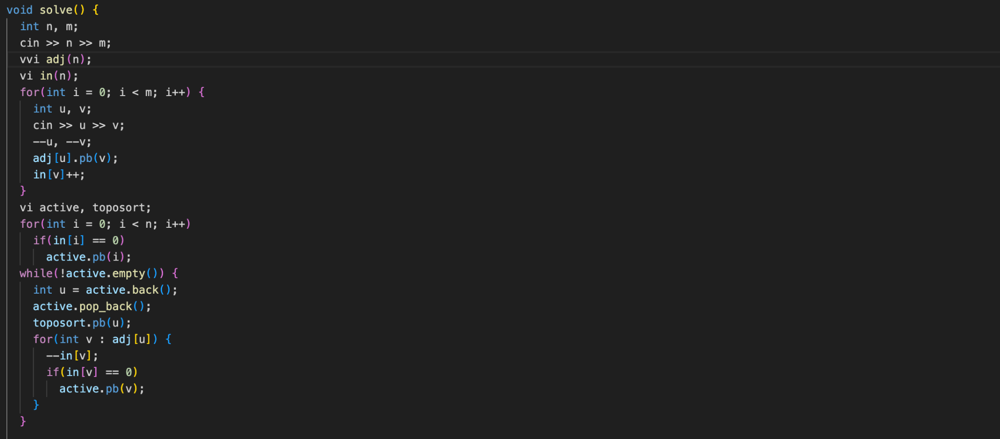 void solve() {
int n, m;
cin >> n >> m;
vvi adj(n);
vi in(n);
for(int i = 0; i < m; i++) {
int u, v;
cin >> u >> v;
--u, --v;
adj[u].pb(v);
in[v]++;
}
vi active, toposort;
for(int i = 0; i < n; i++)
if(in[i] == 0)
active.pb(i);
while(!active.empty()) {
int u = active.back();
active.pop_back();
toposort.pb(u);
for(int v : adj[u]) {
--in[v];
if(in[v] == 0)
active.pb(v);
}
}